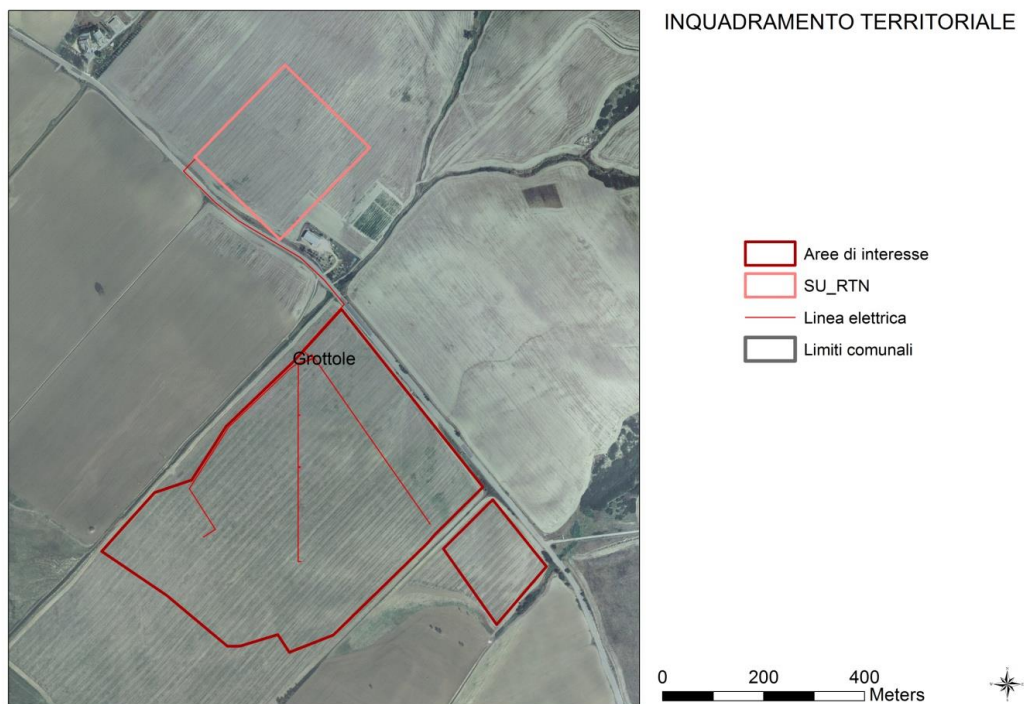 INQUADRAMENTO TERRITORIALE
Grottole
Aree di interesse
SU_RTN
Linea elettrica
Limiti comunali
0 200 400
Meters